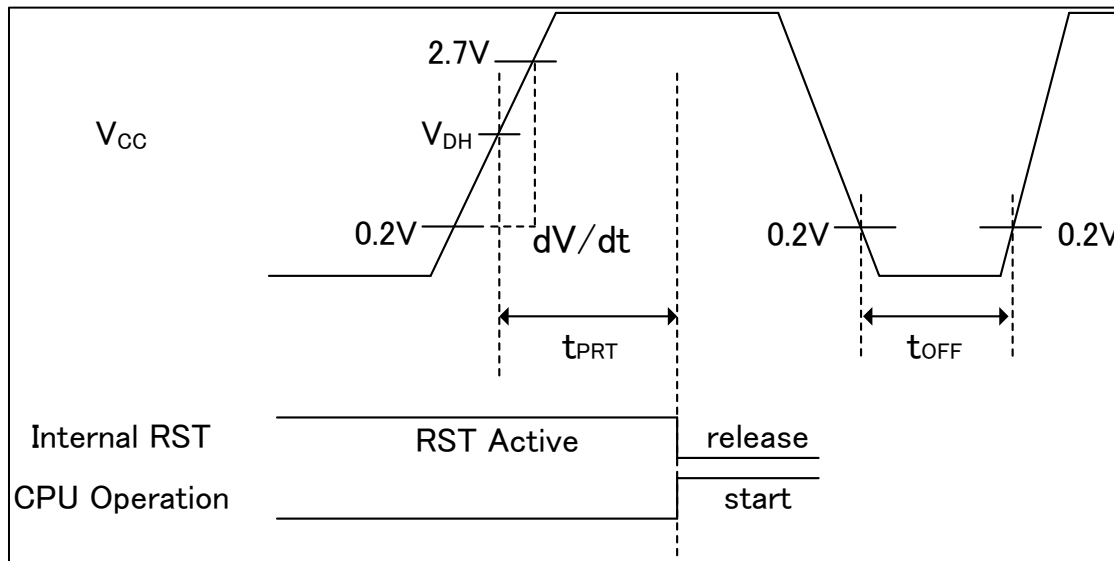 2.7V
VCC
VDH
0.2V
dV/dt
0.2V
0.2V
tPRT
tOFF
Internal RST
RST Active
release
CPU Operation
start